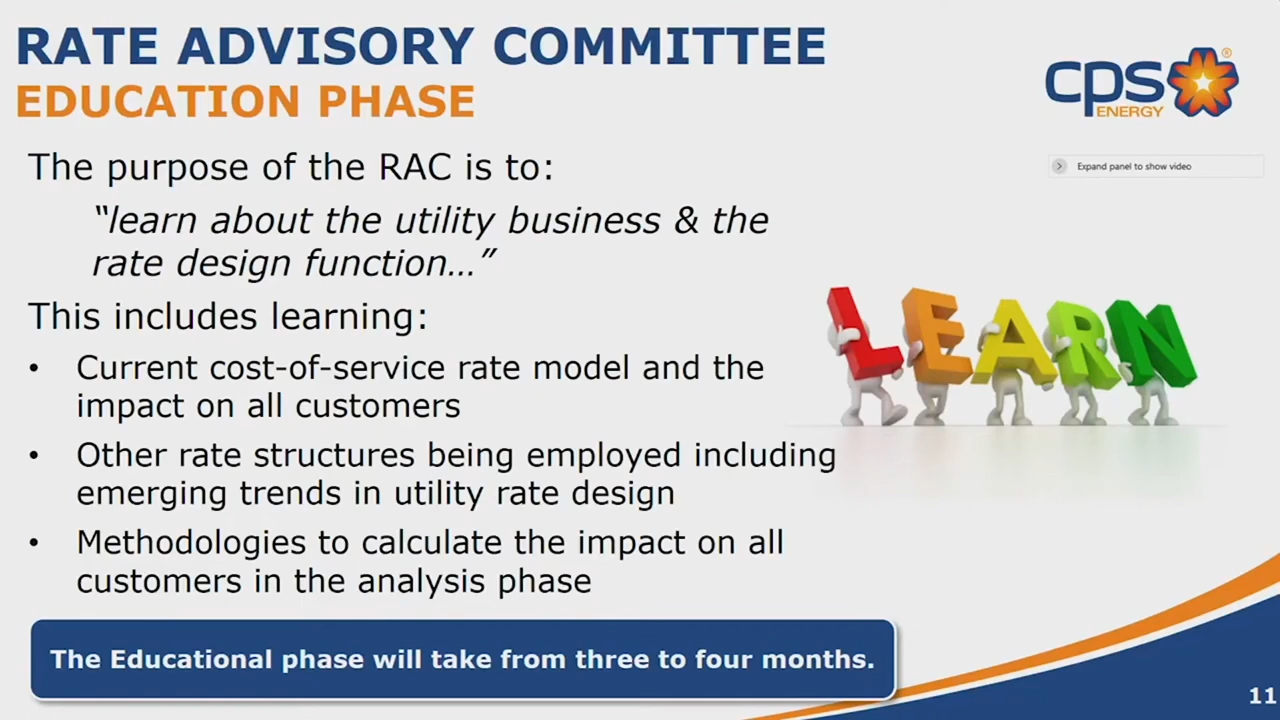 RATE ADVISORY COMMITTEE
EDUCATION PHASE
cps
ENERGY
®
Expand panel to show video
The purpose of the RAC is to:
“learn about the utility business & the
rate design function…”
This includes learning:
• Current cost-of-service rate model and the
impact on all customers
• Other rate structures being employed including
emerging trends in utility rate design
• Methodologies to calculate the impact on all
customers in the analysis phase
LEARN
The Educational phase will take from three to four months.
11